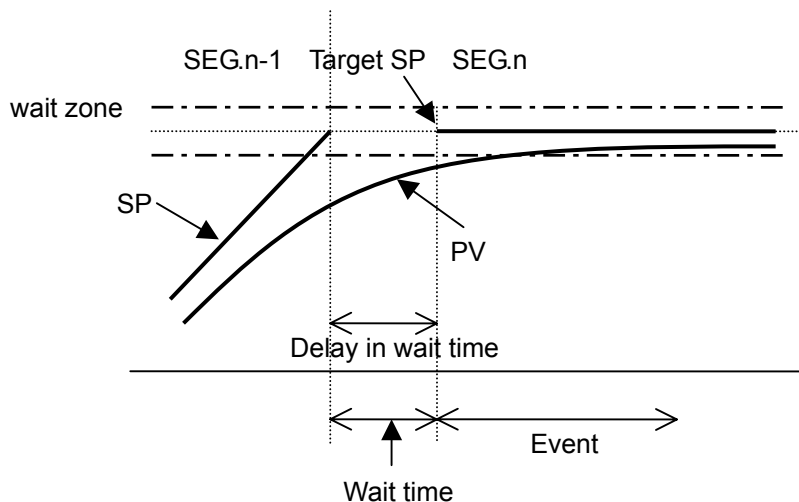 SEG.n-1 Target SP SEG.n
wait zone
SP
PV
Delay in wait time
Event
Wait time